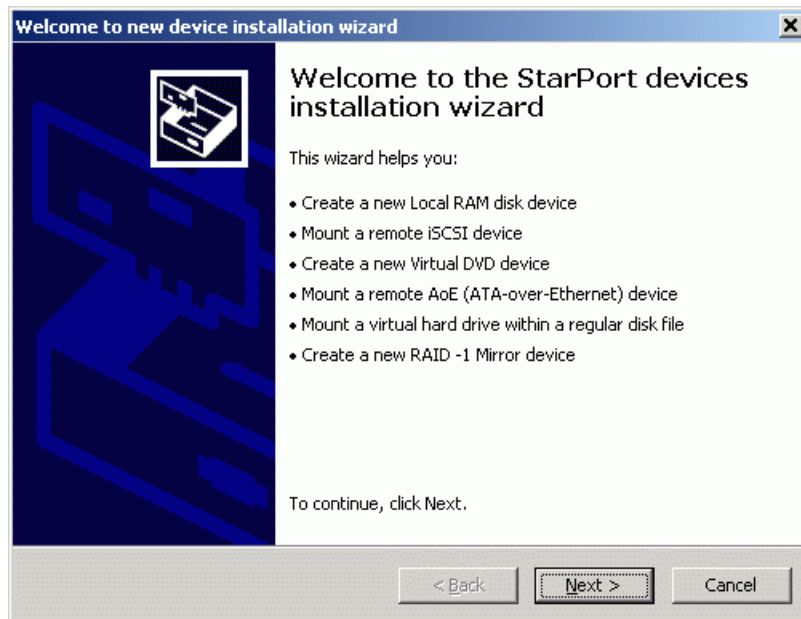 Welcome to new device installation wizard
Welcome to the StarPort devices
installation wizard
This wizard helps you:
• Create a new Local RAM disk device
• Mount a remote iSCSI device
• Create a new Virtual DVD device
• Mount a remote AoE (ATA-over-Ethernet) device
• Mount a virtual hard drive within a regular disk file
• Create a new RAID -1 Mirror device
To continue, click Next.
< Back Next > Cancel